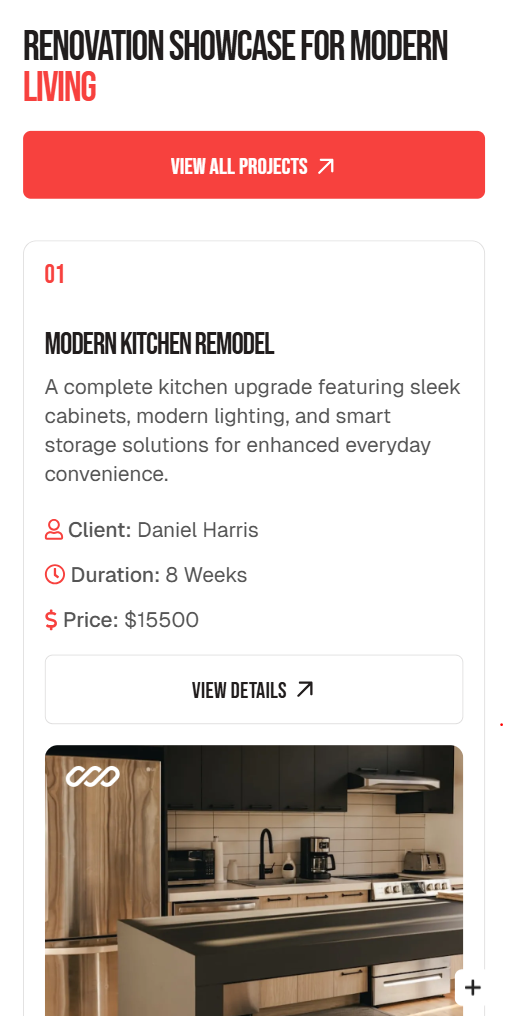 RENOVATION SHOWCASE FOR MODERN
LIVING
VIEW ALL PROJECTS
01
MODERN KITCHEN REMODEL
A complete kitchen upgrade featuring sleek
cabinets, modern lighting, and smart
storage solutions for enhanced everyday
convenience.
Client: Daniel Harris
Duration: 8 Weeks
Price: $15500
VIEW DETAILS